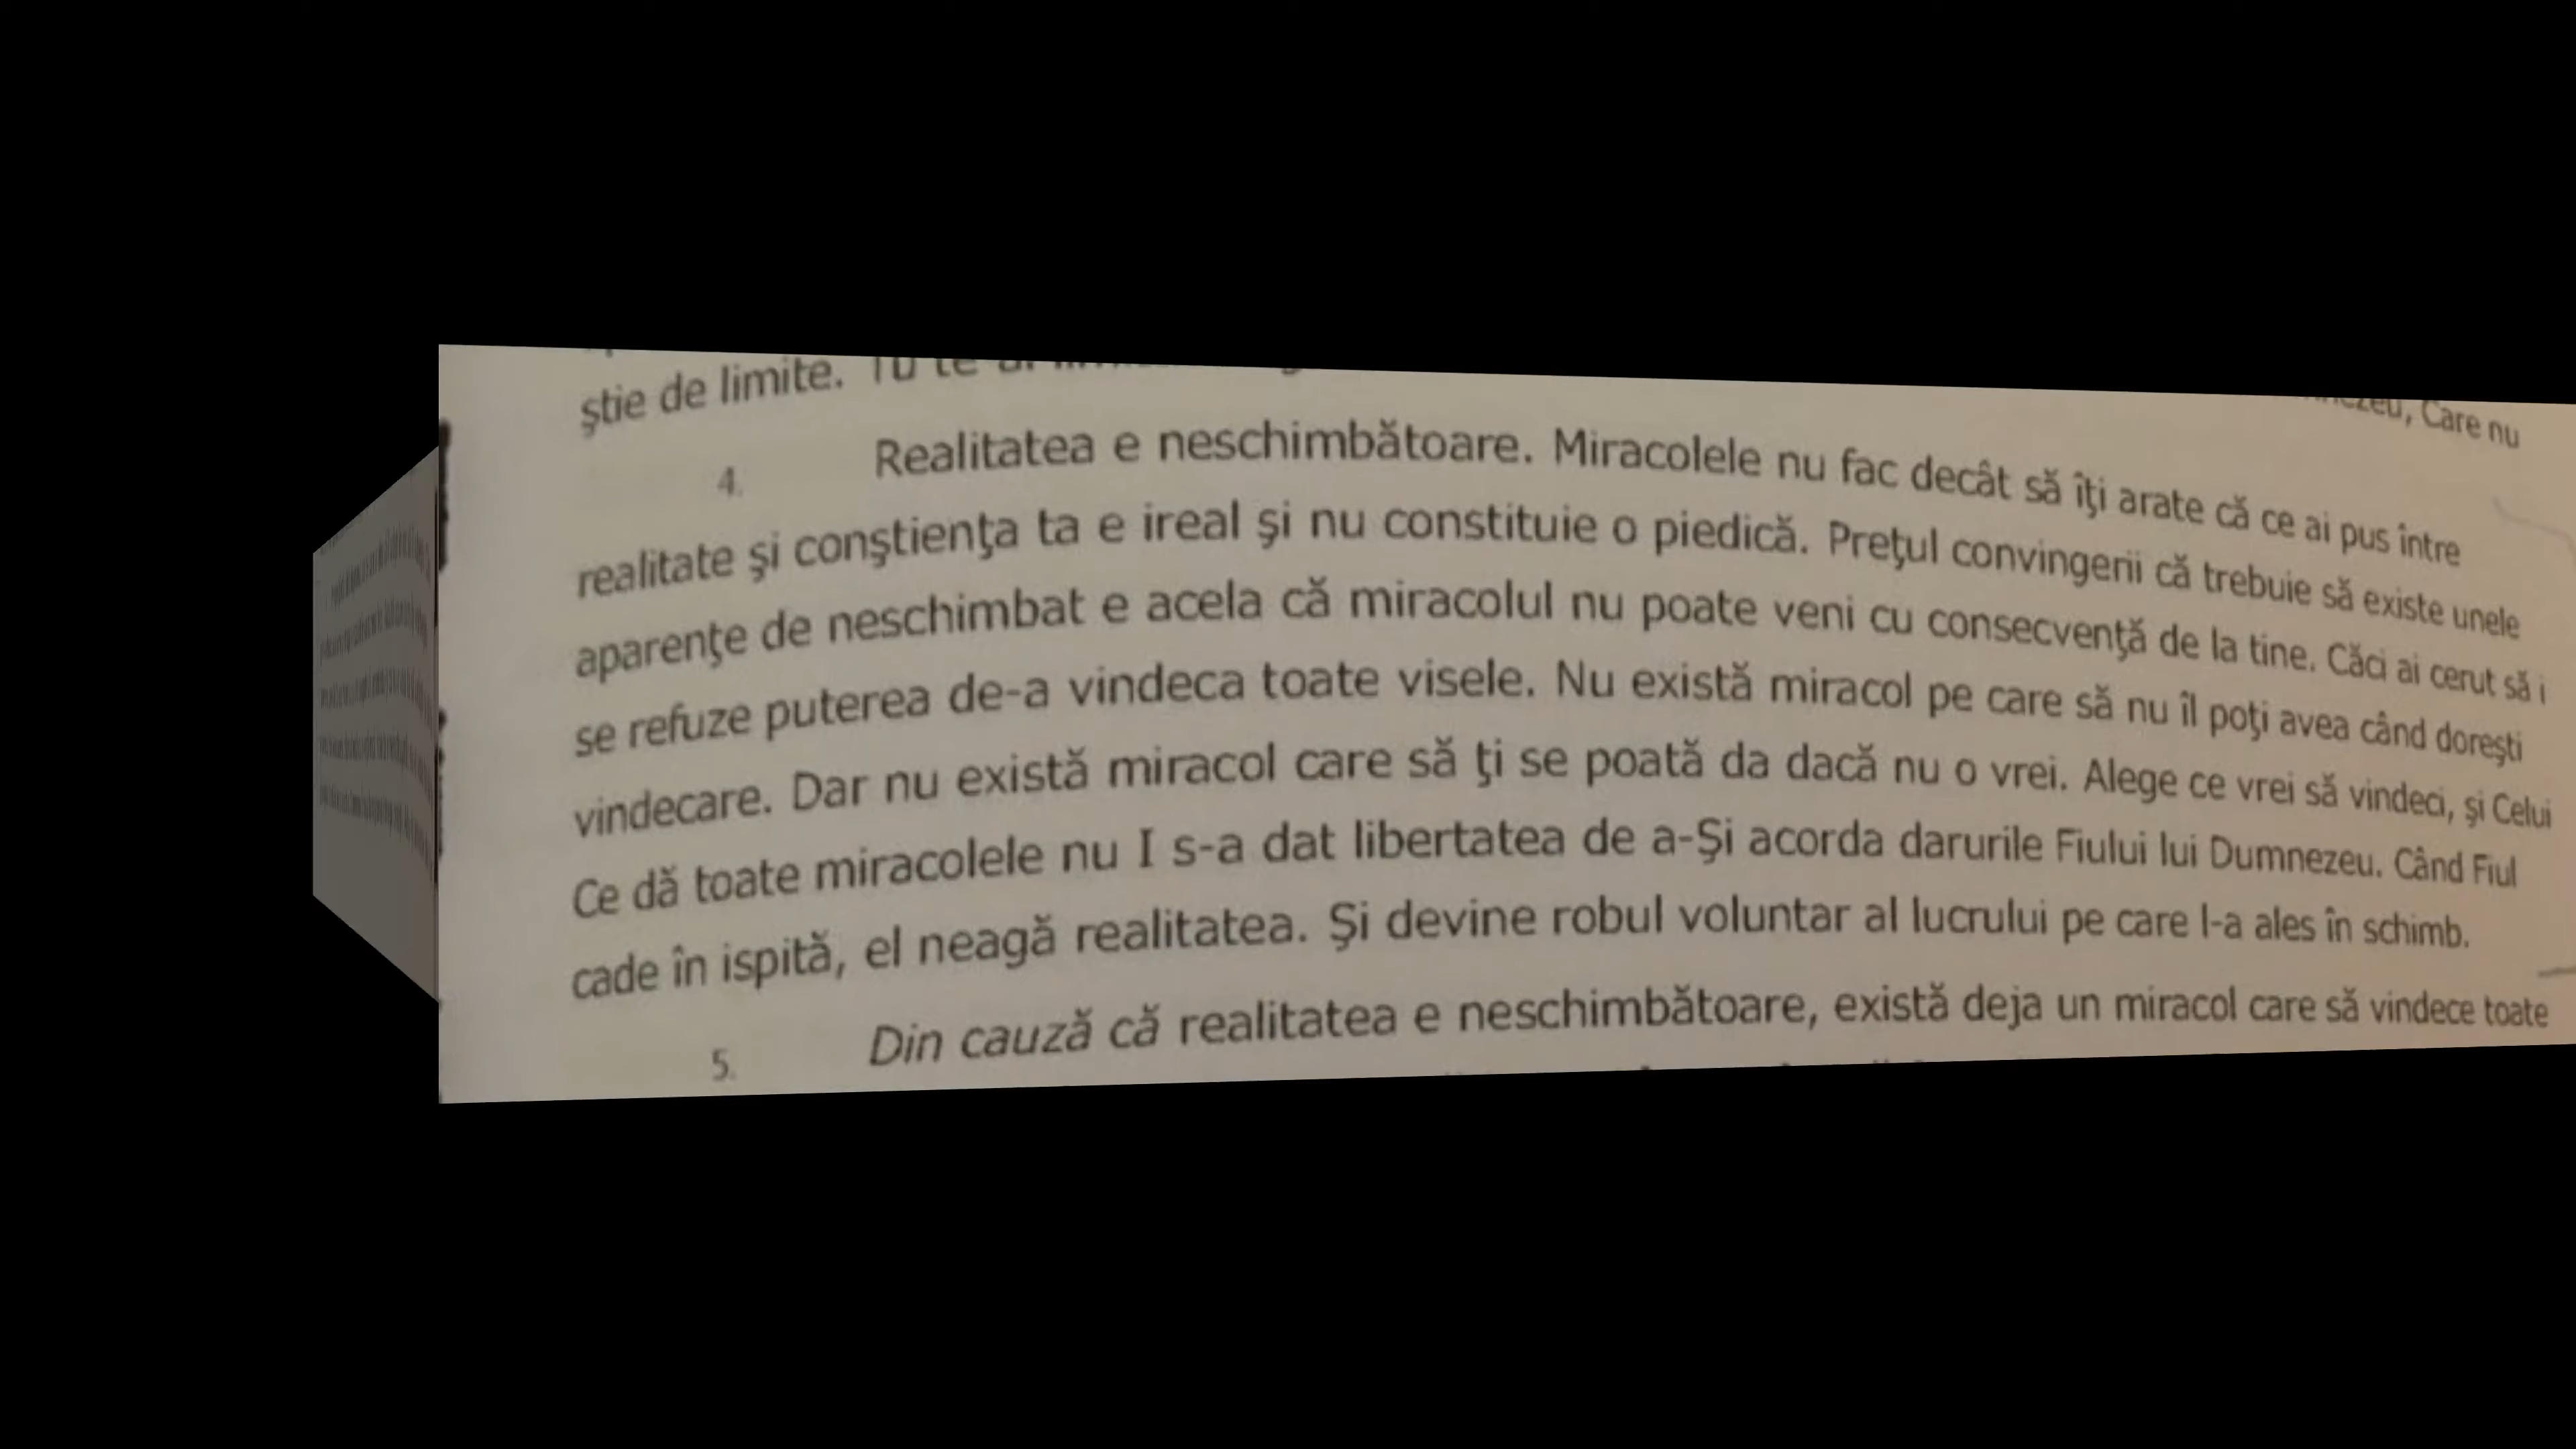 Care nu
ştie de limite. Tu te
4. Realitatea e neschimbătoare. Miracolele nu fac decât să îţi arate că ce ai pus între
realitate şi conştienţa ta e ireal şi nu constituie o piedică. Preţul convingerii că trebuie să existe unele
aparenţe de neschimbat e acela că miracolul nu poate veni cu consecvenţă de la tine. Căci ai cerut să i
se refuze puterea de-a vindeca toate visele. Nu există miracol pe care să nu îl poţi avea când doreşti
vindecare. Dar nu există miracol care să ţi se poată da dacă nu o vrei. Alege ce vrei să vindeci, şi Celui
Ce dă toate miracolele nu I s-a dat libertatea de a-Şi acorda darurile Fiului lui Dumnezeu. Când Fiul
cade în ispită, el neagă realitatea. Şi devine robul voluntar al lucrului pe care l-a ales în schimb.
5. Din cauză că realitatea e neschimbătoare, există deja un miracol care să vindece toate